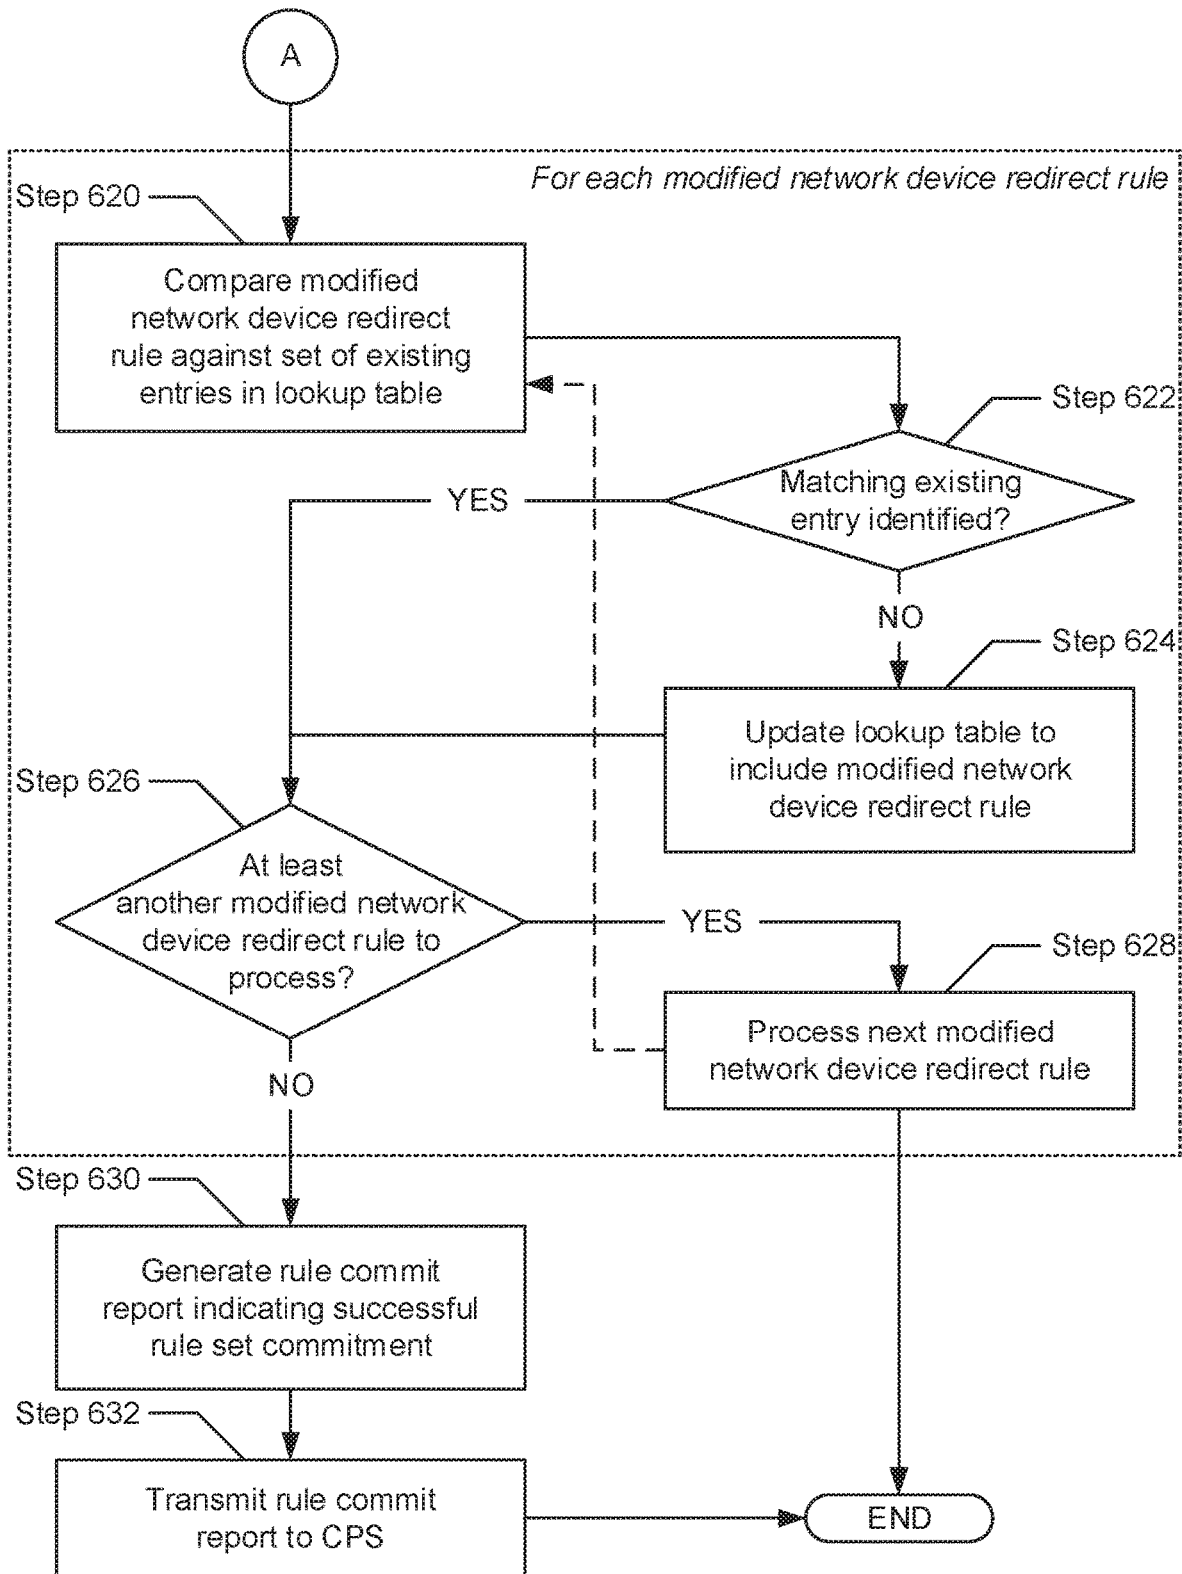 A
For each modified network device redirect rule
Step 620
Compare modified
network device redirect
rule against set of existing
entries in lookup table
Step 622
Matching existing
entry identified?
YES
NO
Step 624
Update lookup table to
include modified network
device redirect rule
Step 626
At least
another modified network
device redirect rule to
process?
YES
Step 628
Process next modified
network device redirect rule
NO
Step 630
Generate rule commit
report indicating successful
rule set commitment
Step 632
Transmit rule commit
report to CPS
END